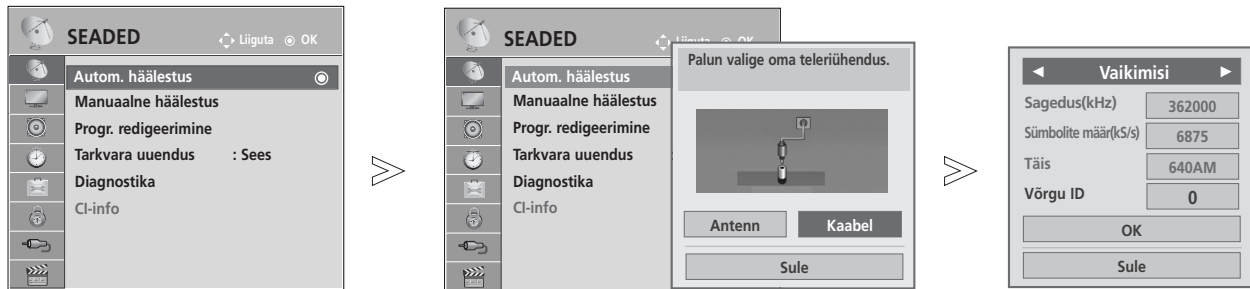 SEADED
Liiguta OK
Autom. häälestus
Manuaalne häälestus
Progr. redigeerimine
Tarkvara uuendus : Sees
Diagnostika
CI-info
SEADED
Liiguta OK
Autom. häälestus
Manuaalne häälestus
Progr. redigeerimine
Tarkvara uuendus :
Diagnostika
CI-info
Palun valige oma teleriühendus.
Antenn Kaabel
Sule
Vaikimisi
Sagedus(kHz) 362000
Sümbolite määr(kS/s) 6875
Täis 640AM
Võrgu ID 0
OK
Sule